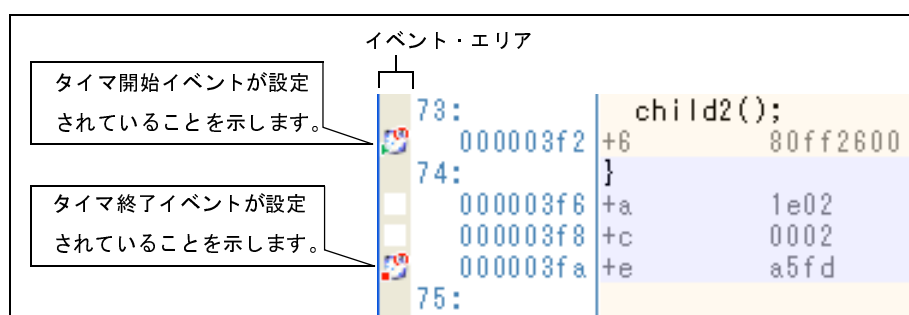 イベント・エリア
タイマ開始イベントが設定
されていることを示します。
タイマ終了イベントが設定
されていることを示します。
73: child2();
000003f2 +6 80ff2600
74: }
000003f6 +a 1e02
000003f8 +c 0002
000003fa +e a5fd
75: